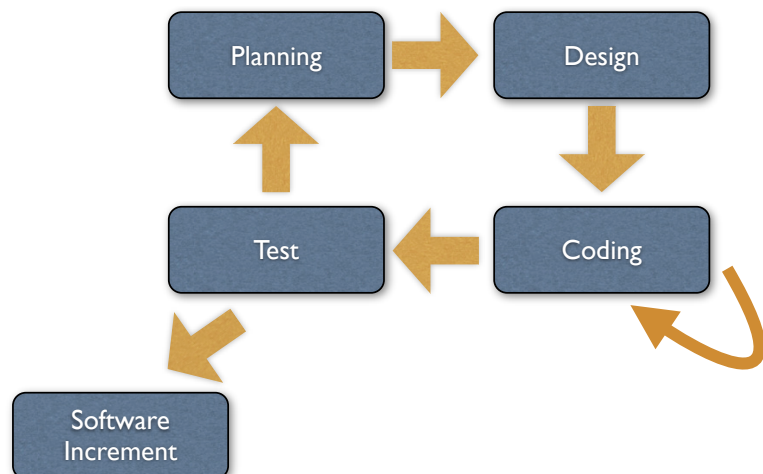 Planning
Design
Test
Coding
Software
Increment